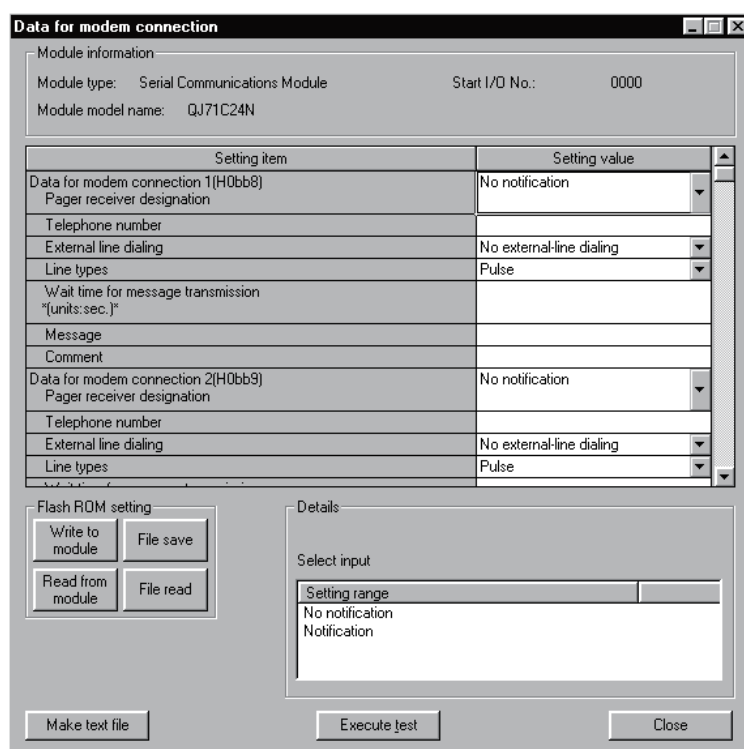 Data for modem connection
Module information
Module type: Serial Communications Module Start I/O No.: 0000
Module model name: QJ71C24N
Setting item Setting value
Data for modem connection 1(H0bb8) No notification
Pager receiver designation
Telephone number
External line dialing No external-line dialing
Line types Pulse
Wait time for message transmission
*(units:sec.)*
Message
Comment
Data for modem connection 2(H0bb9) No notification
Pager receiver designation
Telephone number
External line dialing No external-line dialing
Line types Pulse
Flash ROM setting
Write to module
File save
Read from module
File read
Details
Select input
Setting range
No notification
Notification
Make text file Execute test Close